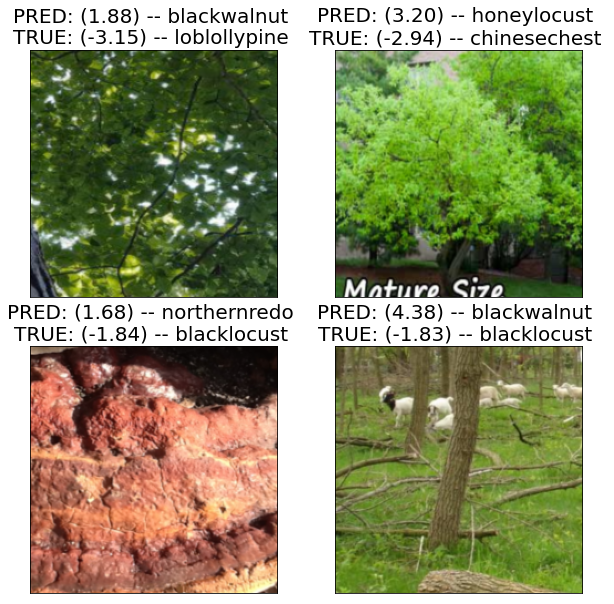 PRED: (1.88) -- blackwalnut
TRUE: (-3.15) -- loblollypine
PRED: (3.20) -- honeylocust
TRUE: (-2.94) -- chinesechest
Mature Size
PRED: (1.68) -- northernredo
TRUE: (-1.84) -- blacklocust
PRED: (4.38) -- blackwalnut
TRUE: (-1.83) -- blacklocust